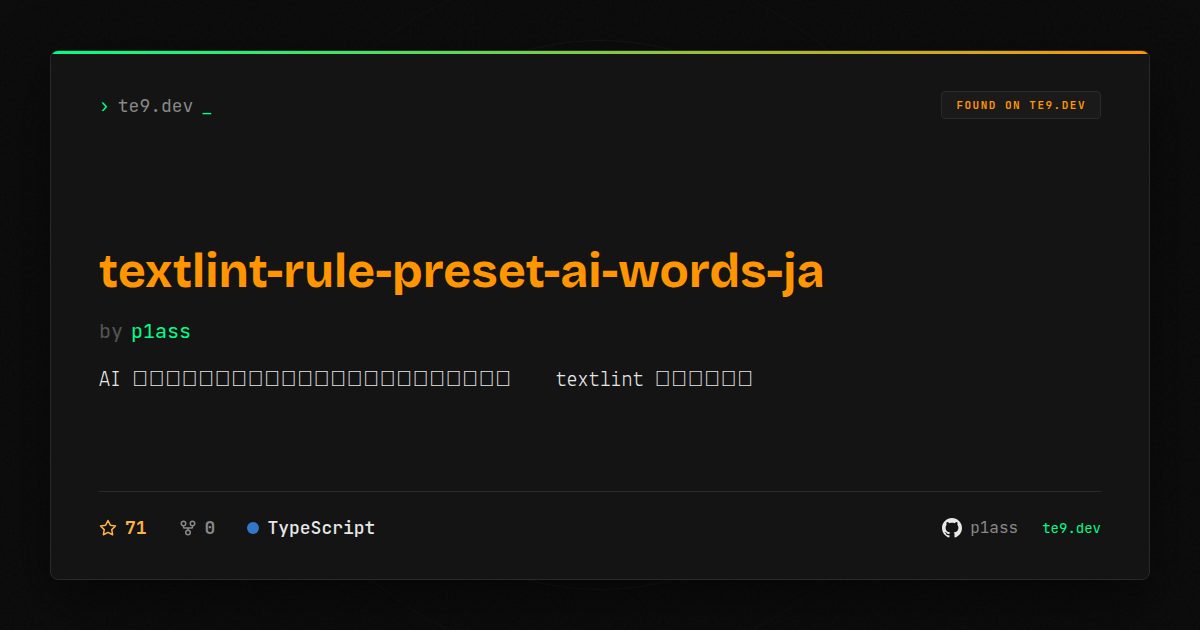 › te9.dev _
FOUND ON TE9.DEV
textlint-rule-preset-ai-words-ja
by p1ass
AI textlint
71 0 TypeScript
p1ass te9.dev